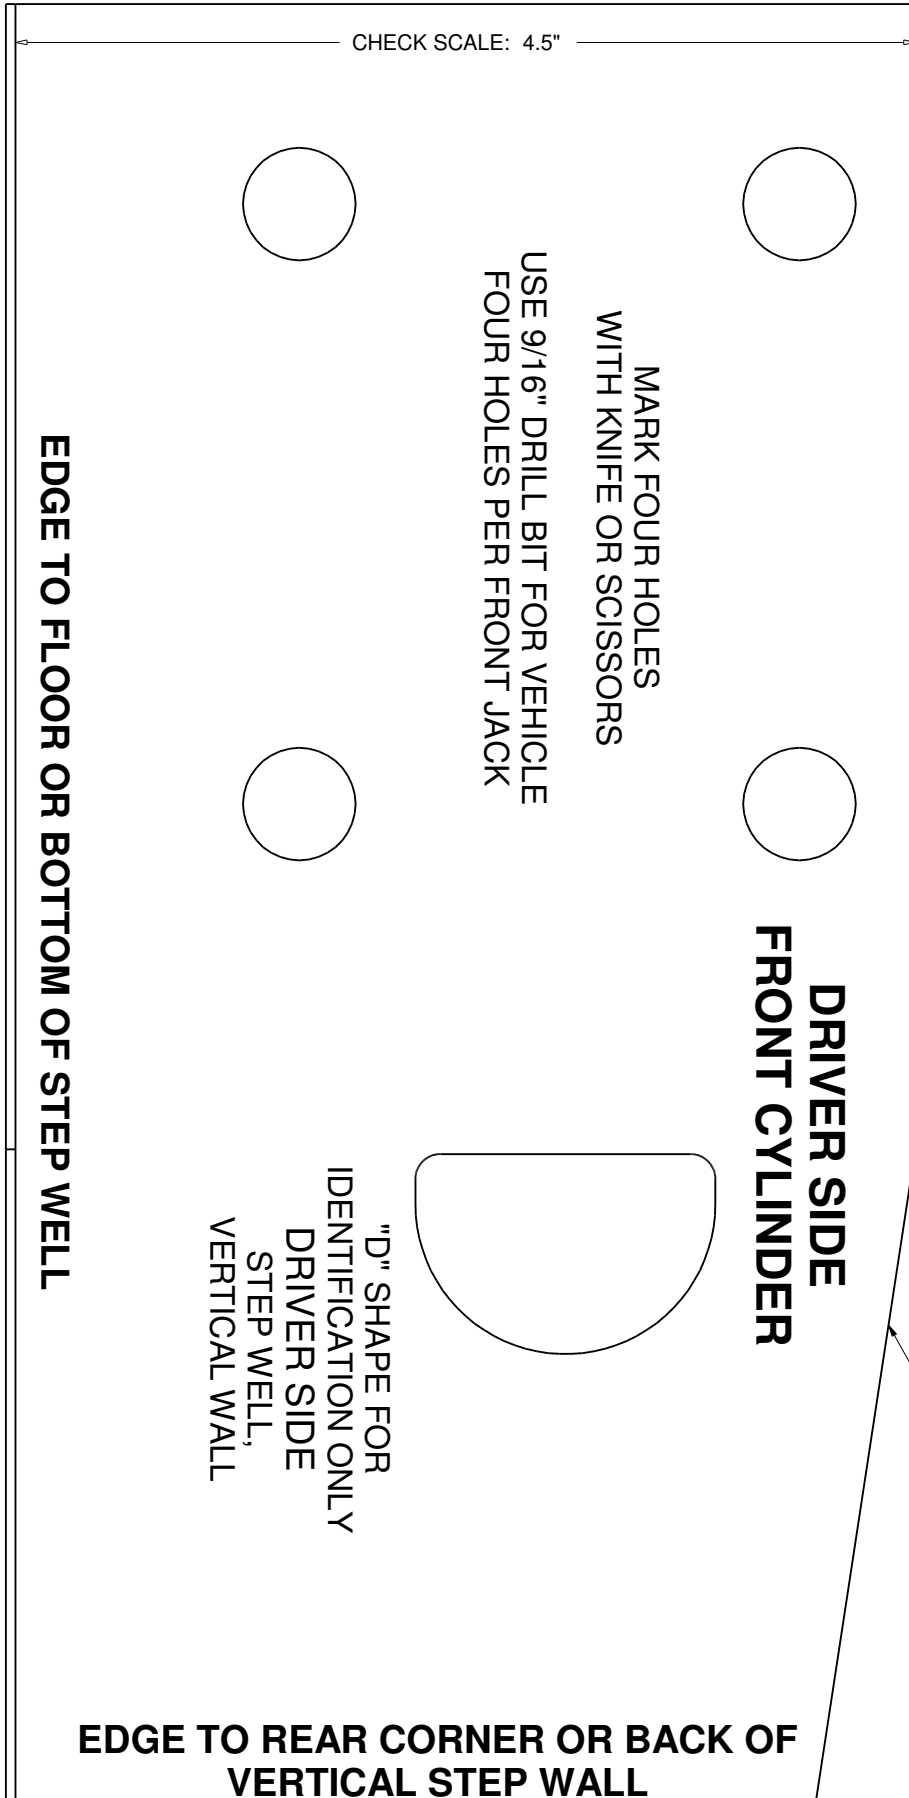 CHECK SCALE: 4.5"
MARK FOUR HOLES
WITH KNIFE OR SCISSORS
USE 9/16" DRILL BIT FOR VEHICLE
FOUR HOLES PER FRONT JACK
EDGE TO FLOOR OR BOTTOM OF STEP WELL
DRIVER SIDE
FRONT CYLINDER
"D" SHAPE FOR
IDENTIFICATION ONLY
DRIVER SIDE
STEP WELL,
VERTICAL WALL
EDGE TO REAR CORNER OR BACK OF
VERTICAL STEP WALL